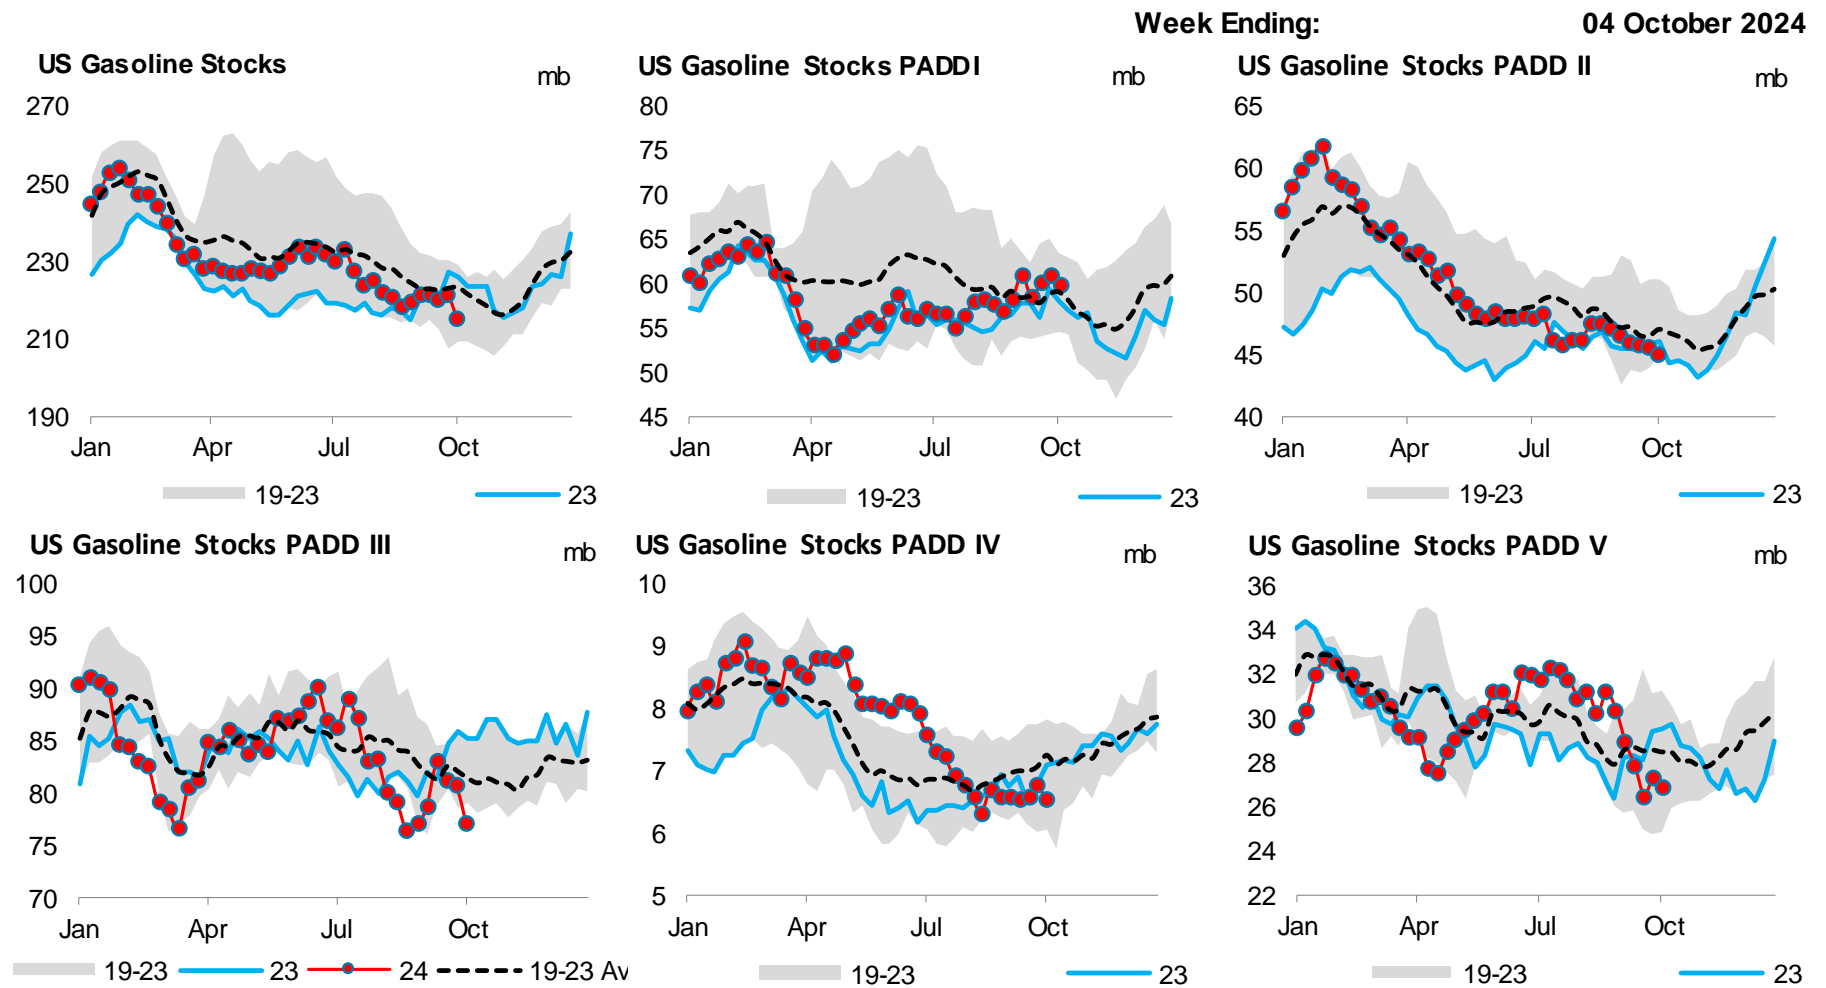 Week Ending: 04 October 2024
US Gasoline Stocks
mb
270
250
230
210
190
Jan Apr Jul Oct
19-23 23
US Gasoline Stocks PADD I
mb
80
75
70
65
60
55
50
45
Jan Apr Jul Oct
19-23 23
US Gasoline Stocks PADD II
mb
65
60
55
50
45
40
Jan Apr Jul Oct
19-23 23
US Gasoline Stocks PADD III
mb
100
95
90
85
80
75
70
Jan Apr Jul Oct
19-23 23 24 19-23 Av
US Gasoline Stocks PADD IV
mb
10
9
8
7
6
5
Jan Apr Jul Oct
19-23 23
US Gasoline Stocks PADD V
mb
36
34
32
30
28
26
24
22
Jan Apr Jul Oct
19-23 23